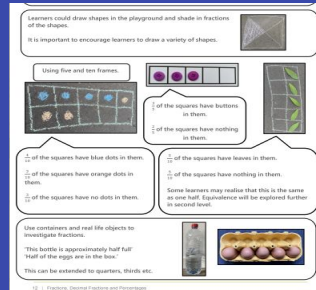 Learners could draw shapes in the playground and shade in fractions
of the shapes.
It is important to encourage learners to draw a variety of shapes.
Using five and ten frames.
of the squares have buttons
in them.
of the squares have nothing
in them.
of the squares have blue dots in them.
of the squares have orange dots in
them.
of the squares have no dots in them.
of the squares have leaves in them.
of the squares have nothing in them.
Some learners may realise that this is the same
as one half. Equivalence will be explored further
in second level.
Use containers and real life objects to
investigate fractions.
'This bottle is approximately half full'
'Half of the eggs are in the box.'
This can be extended to quarters, thirds etc.
12 | Fractions, Decimal Fractions and Percentages